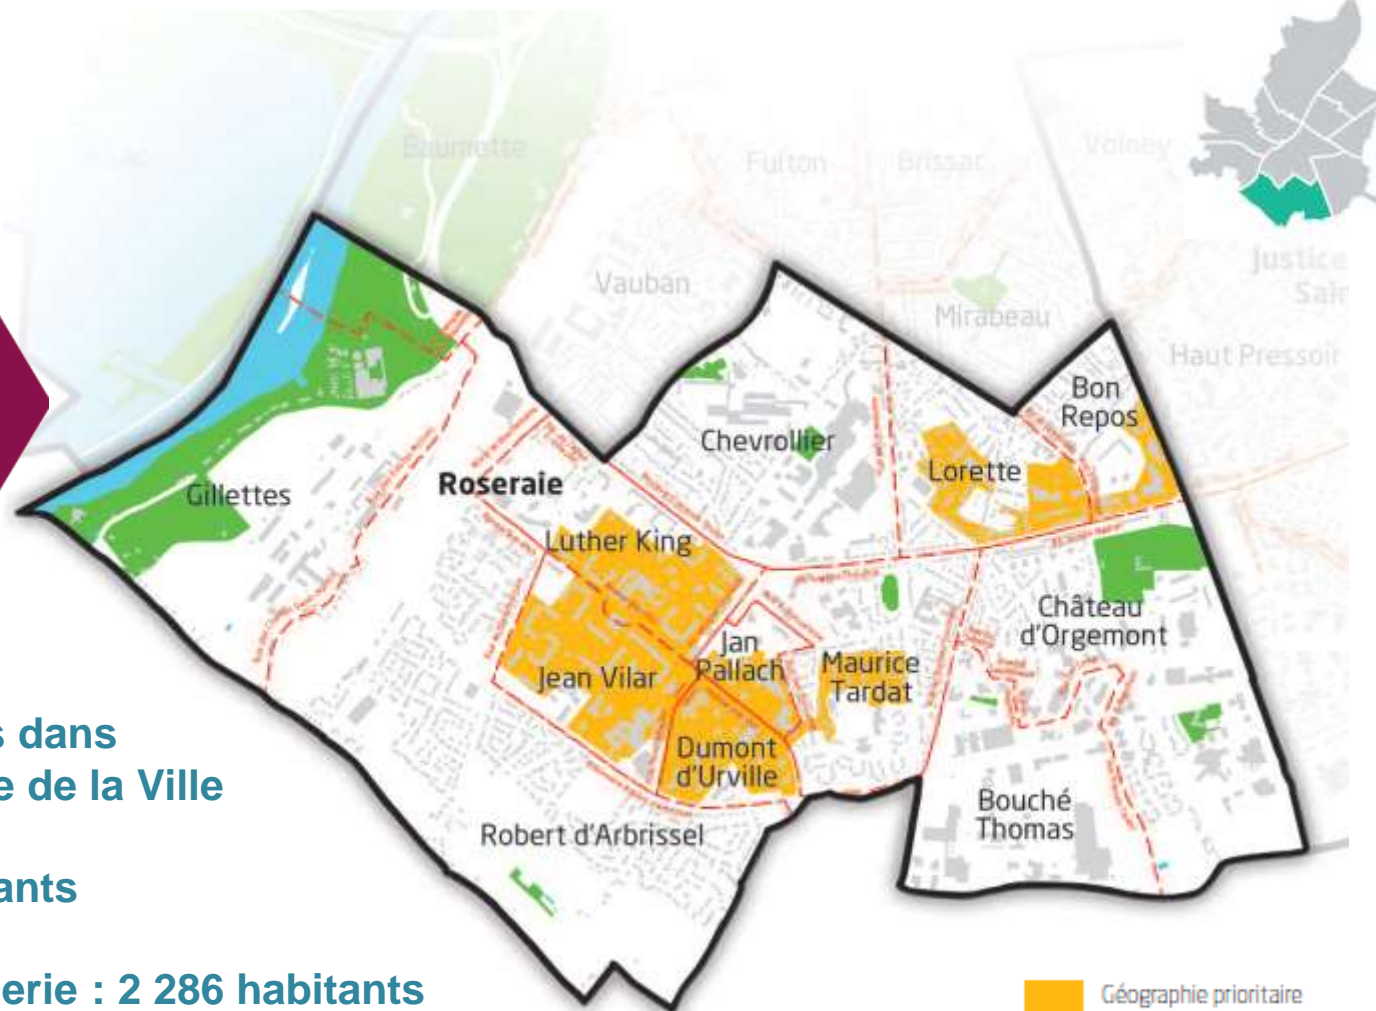 Baumette
Fulton
Brissac
Volney
Justice
Vauban
Mirabeau
Haut Pressoir
Bon
Repos
Chevrollier
Lorette
Roseraie
Gillettes
Luther King
Château
d'Orgemont
Jan
Pallach
Maurice
Tardat
Jean Vilar
Dumont
d'Urville
Bouché
Thomas
Robert d'Arbrissel
s dans
e de la Ville
ants
erie : 2 286 habitants
Géographie prioritaire